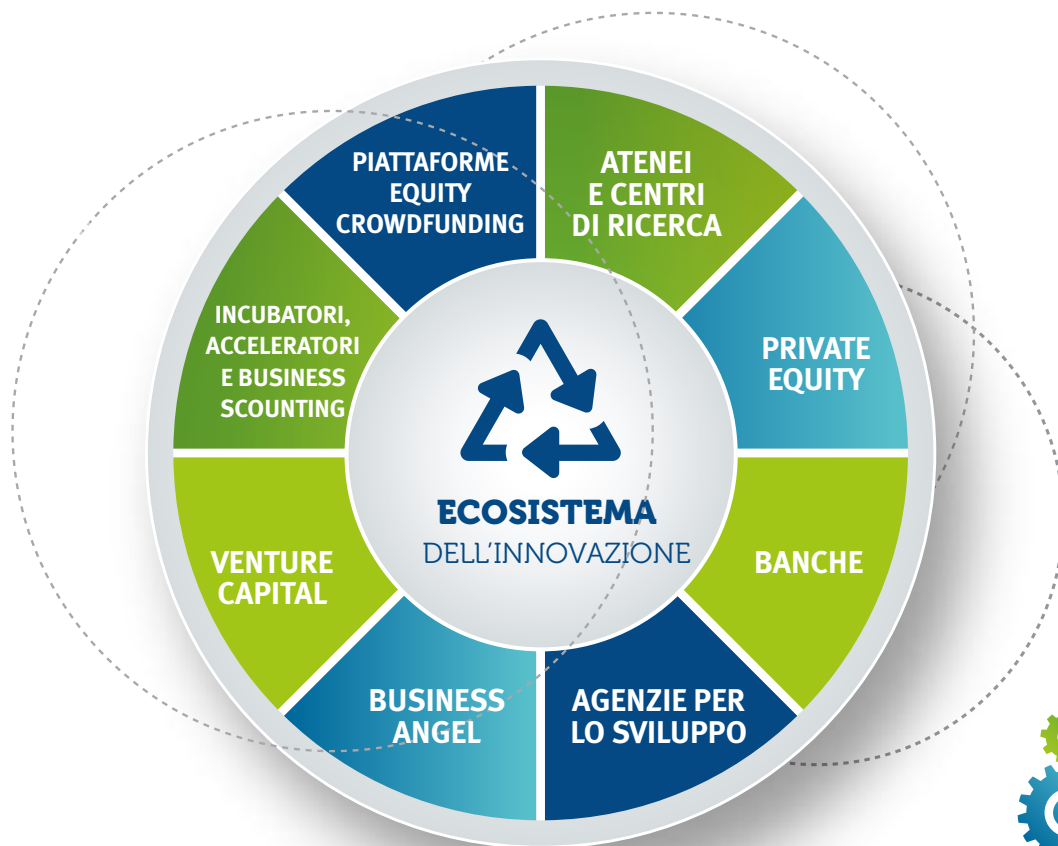 PIATTAFORME
EQUITY
CROWDFUNDING
ATENEI
E CENTRI
DI RICERCA
PRIVATE
EQUITY
BANCHE
AGENZIE PER
LO SVILUPPO
BUSINESS
ANGEL
VENTURE
CAPITAL
INCUBATORI,
ACCELERATORI
E BUSINESS
SCOUNTING
ECOSISTEMA
DELL'INNOVAZIONE